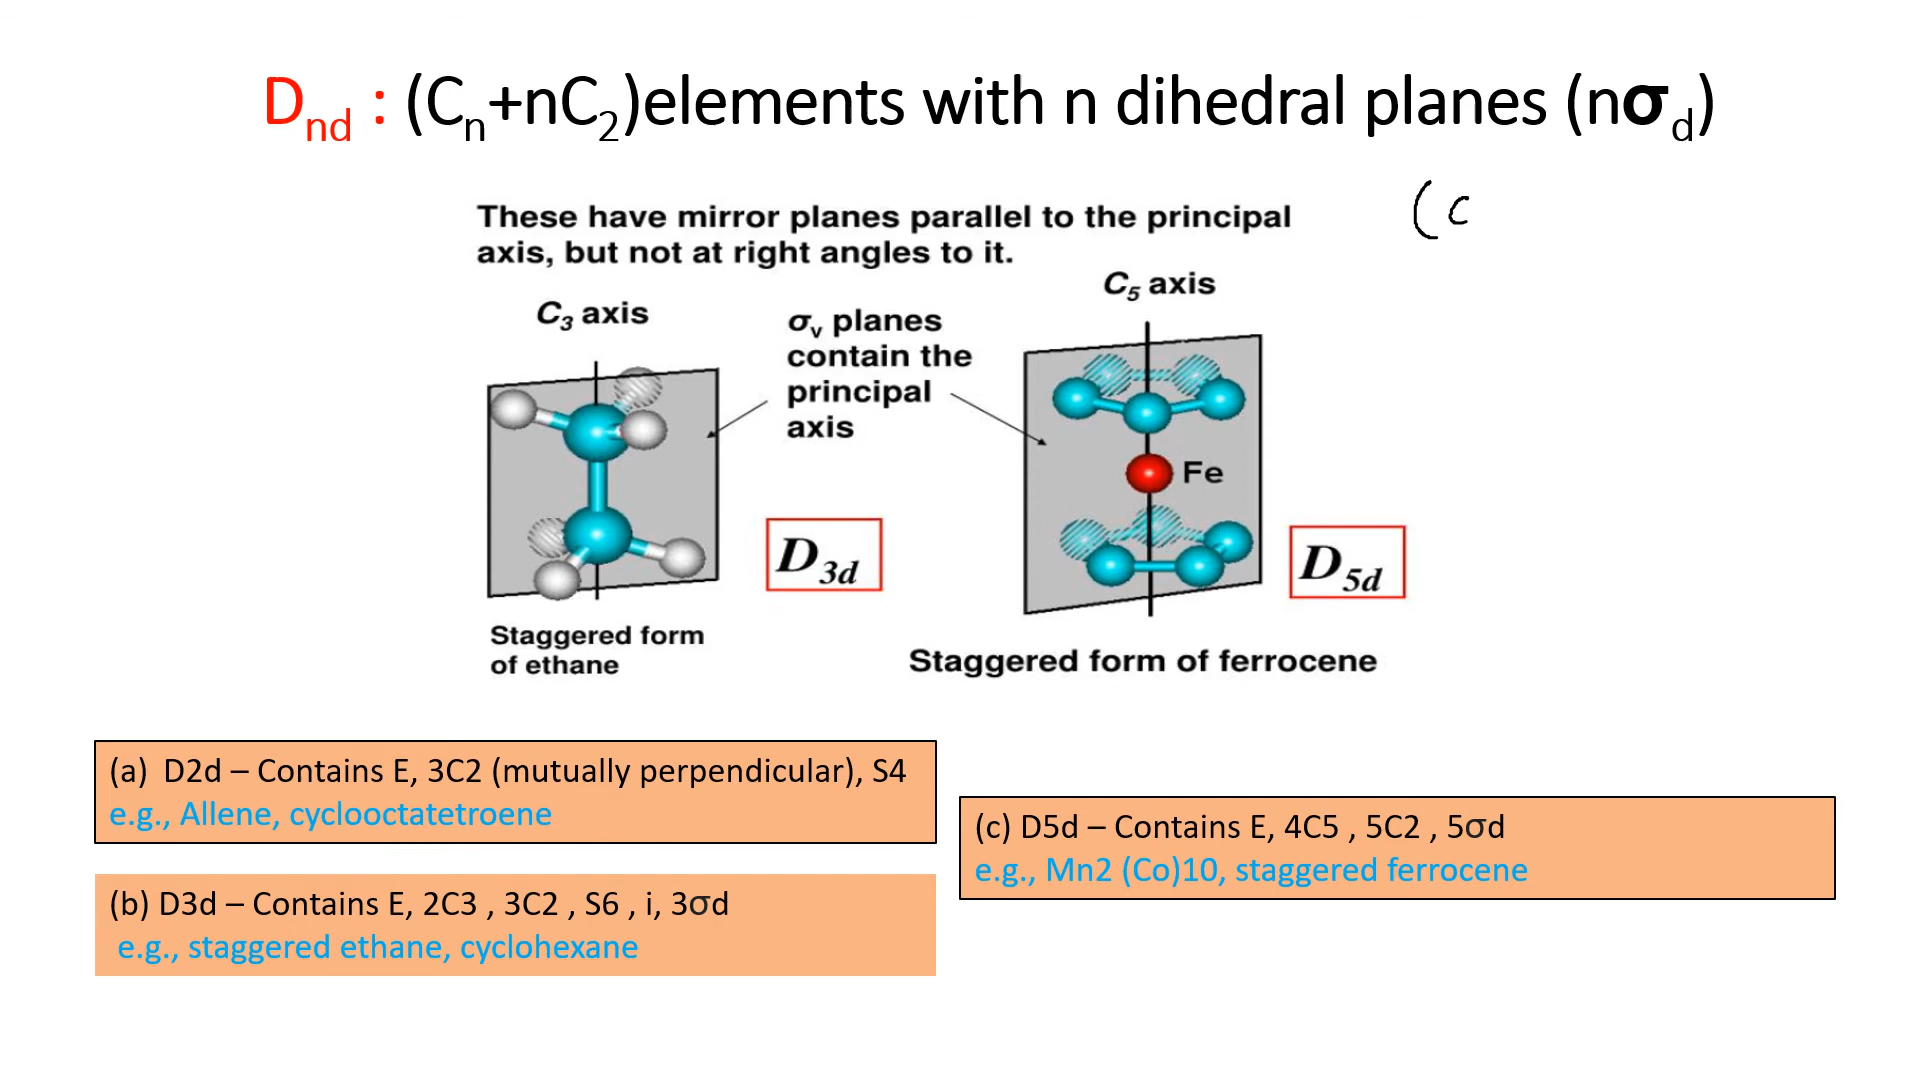 Dnd : (Cn+nC2)elements with n dihedral planes (nσd)
(c
These have mirror planes parallel to the principal
axis, but not at right angles to it.
C3 axis
σv planes
contain the
principal
axis
C5 axis
Fe
D3d
D5d
Staggered form
of ethane
Staggered form of ferrocene
(a) D2d – Contains E, 3C2 (mutually perpendicular), S4
e.g., Allene, cyclooctatetroene
(b) D3d – Contains E, 2C3 , 3C2 , S6 , i, 3σd
e.g., staggered ethane, cyclohexane
(c) D5d – Contains E, 4C5 , 5C2 , 5σd
e.g., Mn2 (Co)10, staggered ferrocene